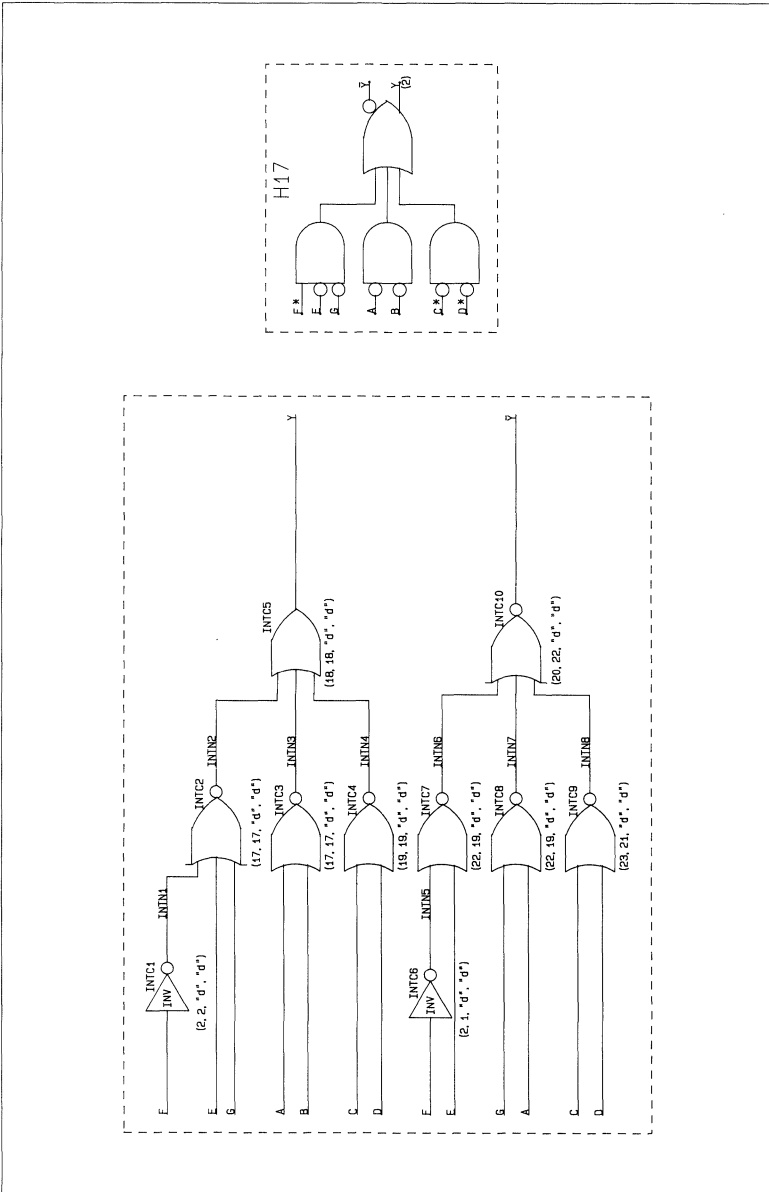 H17
F*
E
G
A
B
C*
D*
Y̅
Y
(2)
F
INTC1
INV
(2, 2, "d", "d")
INTN1
E
G
INTC2
(17, 17, "d", "d")
INTN2
A
B
INTC3
(17, 17, "d", "d")
INTN3
C
D
INTC4
(19, 19, "d", "d")
INTN4
INTC5
(18, 18, "d", "d")
Y
F
INTC6
INV
(2, 1, "d", "d")
INTN5
E
INTC7
(22, 19, "d", "d")
INTN6
G
A
INTC8
(22, 19, "d", "d")
INTN7
C
D
INTC9
(23, 21, "d", "d")
INTN8
INTC10
(20, 22, "d", "d")
Y̅